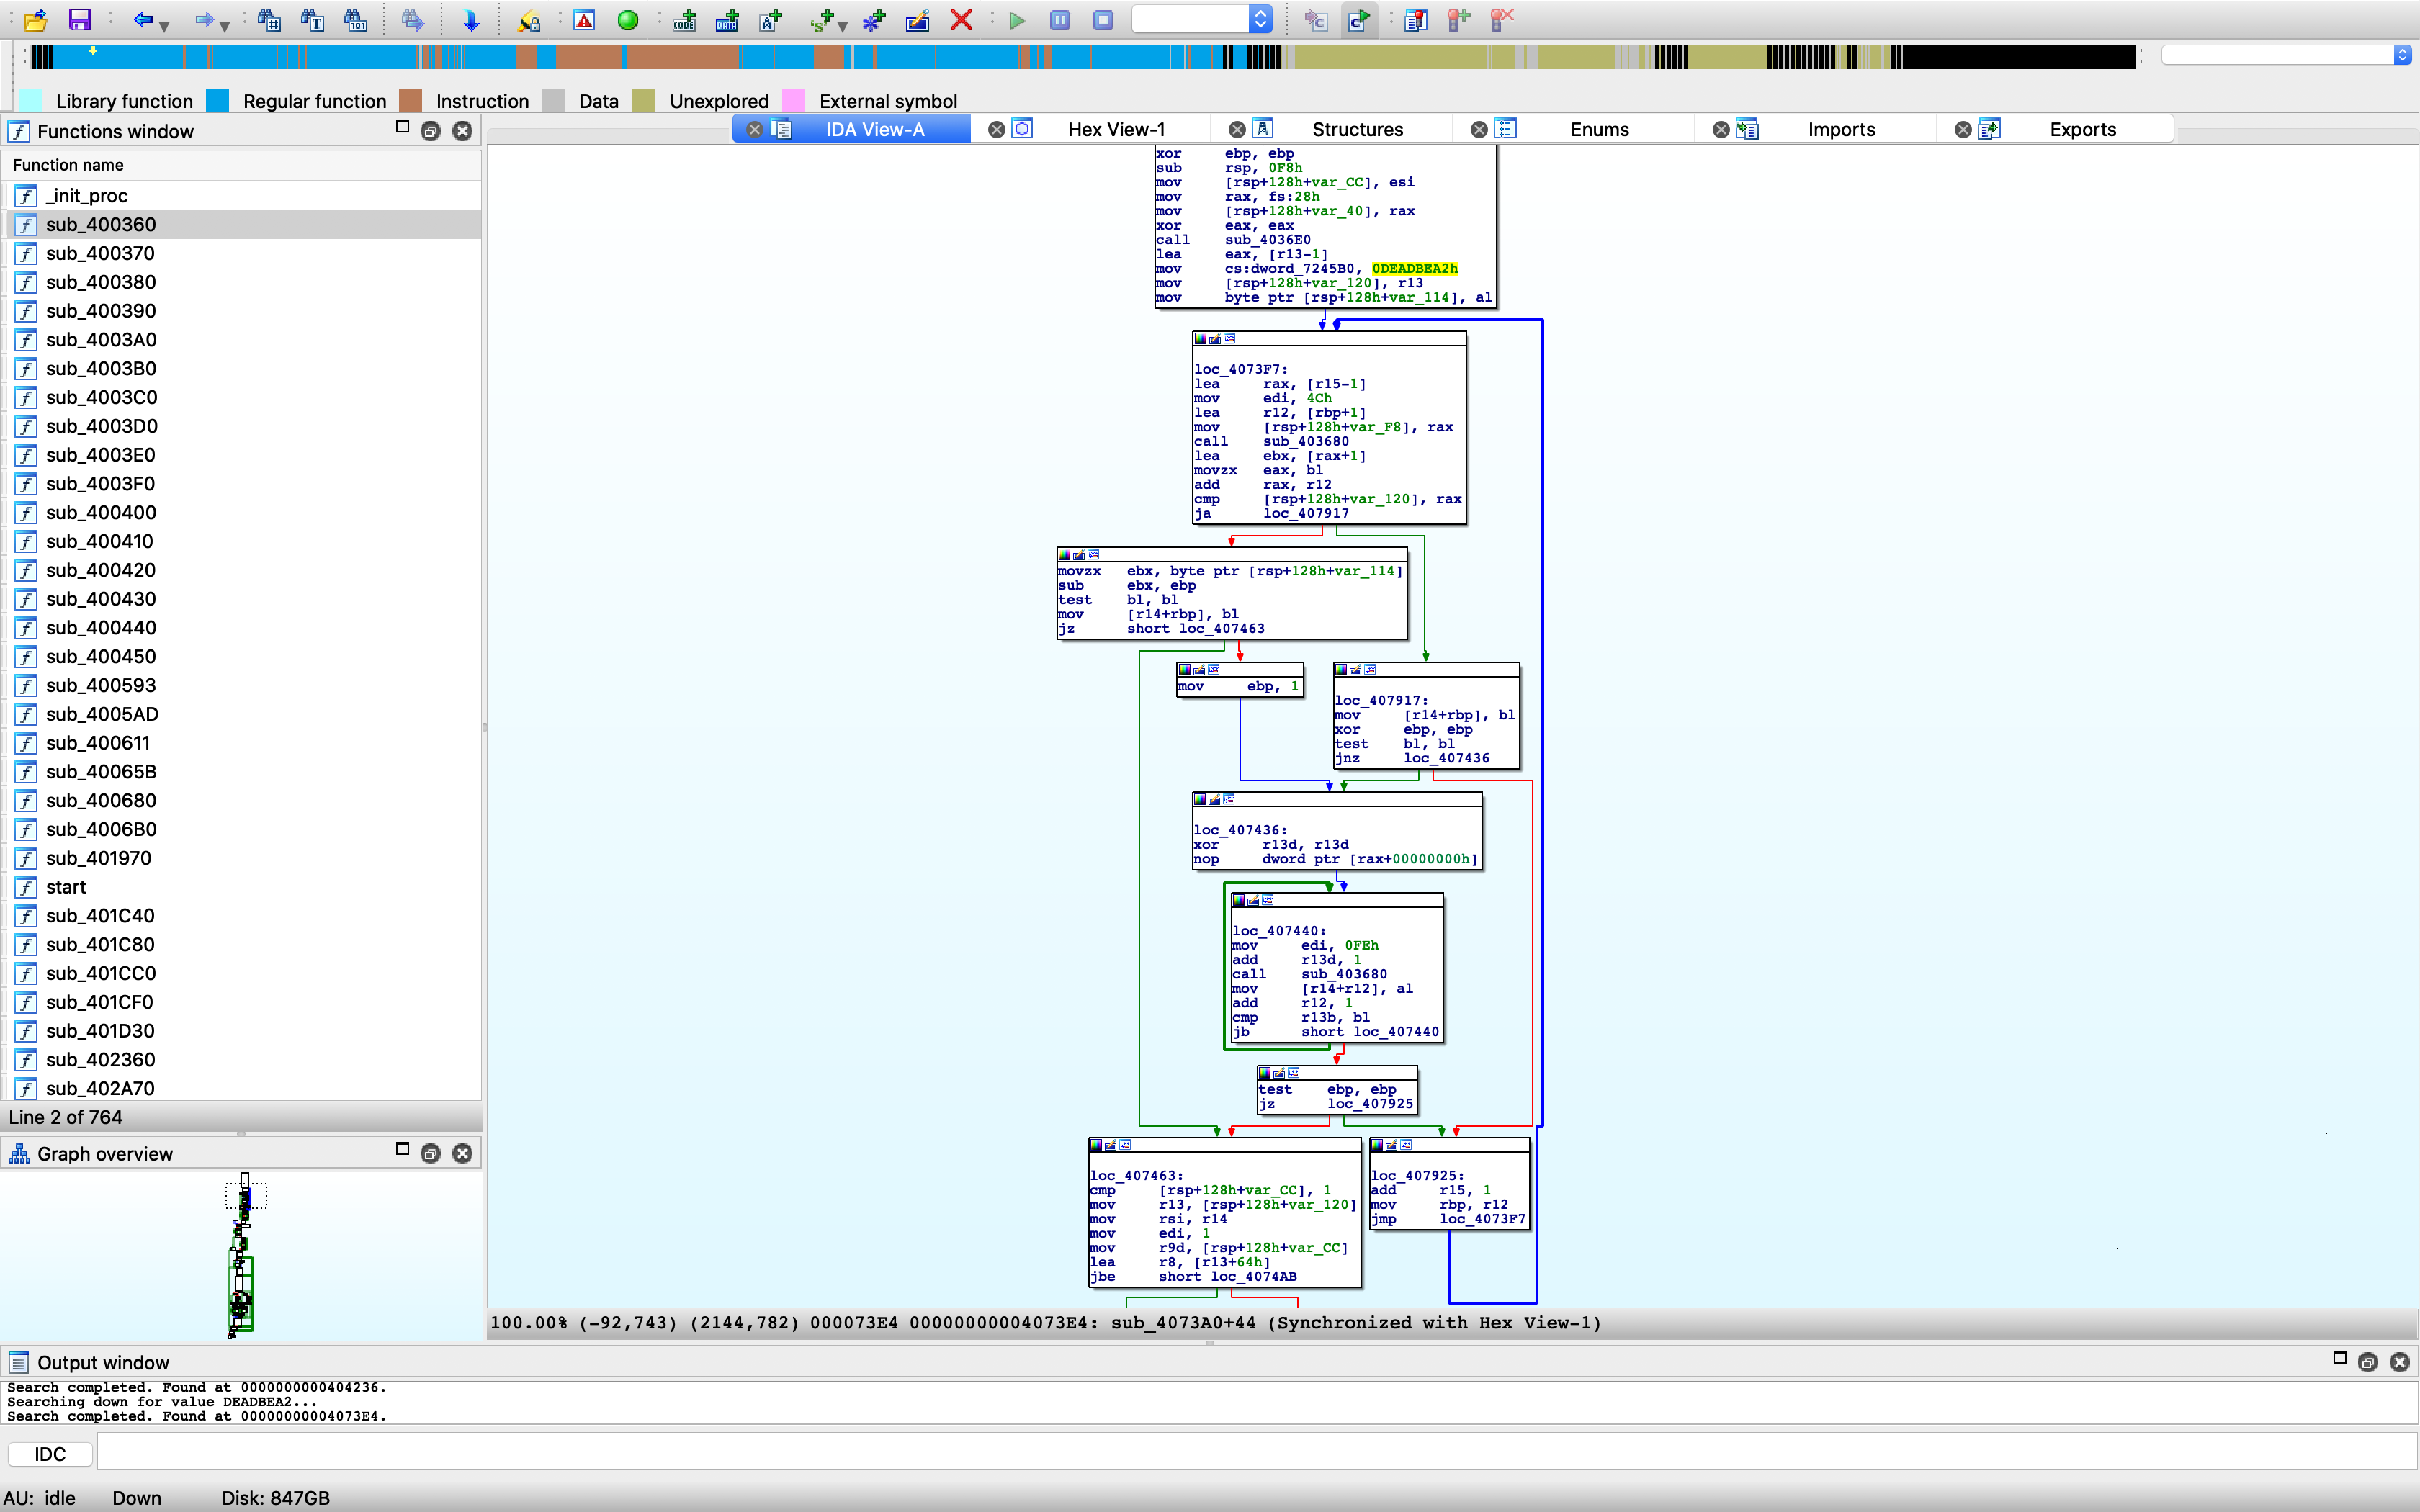 Library function Regular function Instruction Data Unexplored External symbol
Functions window
Function name
_init_proc
sub_400360
sub_400370
sub_400380
sub_400390
sub_4003A0
sub_4003B0
sub_4003C0
sub_4003D0
sub_4003E0
sub_4003F0
sub_400400
sub_400410
sub_400420
sub_400430
sub_400440
sub_400450
sub_400593
sub_4005AD
sub_400611
sub_40065B
sub_400680
sub_4006B0
sub_401970
start
sub_401C40
sub_401C80
sub_401CC0
sub_401CF0
sub_401D30
sub_402360
sub_402A70
Line 2 of 764
Graph overview
IDA View-A Hex View-1 Structures Enums Imports Exports
xor ebp, ebp
sub rsp, 0F8h
mov [rsp+128h+var_CC], esi
mov rax, fs:28h
mov [rsp+128h+var_40], rax
xor eax, eax
call sub_4036E0
lea eax, [r13-1]
mov cs:dword_7245B0, 0DEADBEA2h
mov [rsp+128h+var_120], r13
mov byte ptr [rsp+128h+var_114], al
loc_4073F7:
lea rax, [r15-1]
mov edi, 4Ch
lea r12, [rbp+1]
mov [rsp+128h+var_F8], rax
call sub_403680
lea ebx, [rax+1]
movzx eax, bl
add rax, r12
cmp [rsp+128h+var_120], rax
ja loc_407917
movzx ebx, byte ptr [rsp+128h+var_114]
sub ebx, ebp
test bl, bl
mov [r14+rbp], bl
jz short loc_407463
mov ebp, 1
loc_407917:
mov [r14+rbp], bl
xor ebp, ebp
test bl, bl
jnz loc_407436
loc_407436:
xor r13d, r13d
nop dword ptr [rax+00000000h]
loc_407440:
mov edi, 0FEh
add r13d, 1
call sub_403680
mov [r14+r12], al
add r12, 1
cmp r13b, bl
jb short loc_407440
test ebp, ebp
jz loc_407925
loc_407463:
cmp [rsp+128h+var_CC], 1
mov r13, [rsp+128h+var_120]
mov rsi, r14
mov edi, 1
mov r9d, [rsp+128h+var_CC]
lea r8, [r13+64h]
jbe short loc_4074AB
loc_407925:
add r15, 1
mov rbp, r12
jmp loc_4073F7
100.00% (-92,743) (2144,782) 000073E4 00000000004073E4: sub_4073A0+44 (Synchronized with Hex View-1)
Output window
Search completed. Found at 0000000000404236.
Searching down for value DEADBEA2...
Search completed. Found at 00000000004073E4.
IDC
AU: idle Down Disk: 847GB